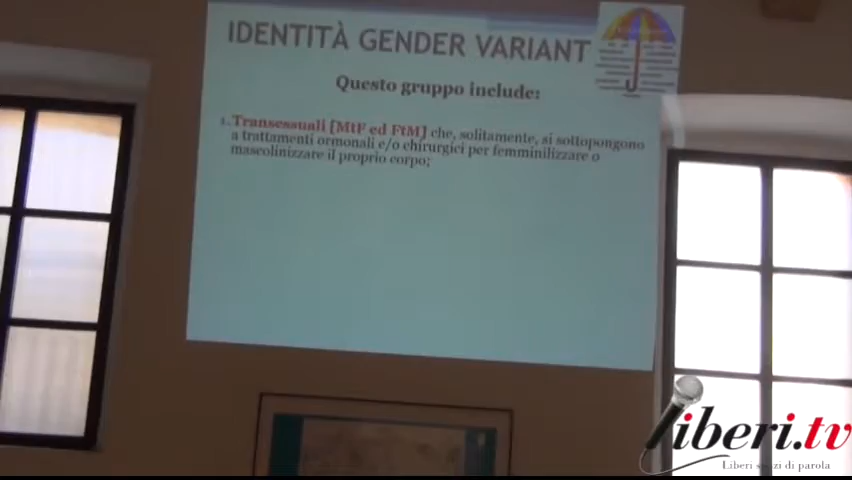 IDENTITÀ GENDER VARIANT
Questo gruppo include:
1. Transessuali [MtF ed FtM] che, solitamente, si sottopongono
a trattamenti ormonali e/o chirurgici per femminilizzare o
mascolinizzare il proprio corpo;
liberi.tv
Liberi spazi di parola